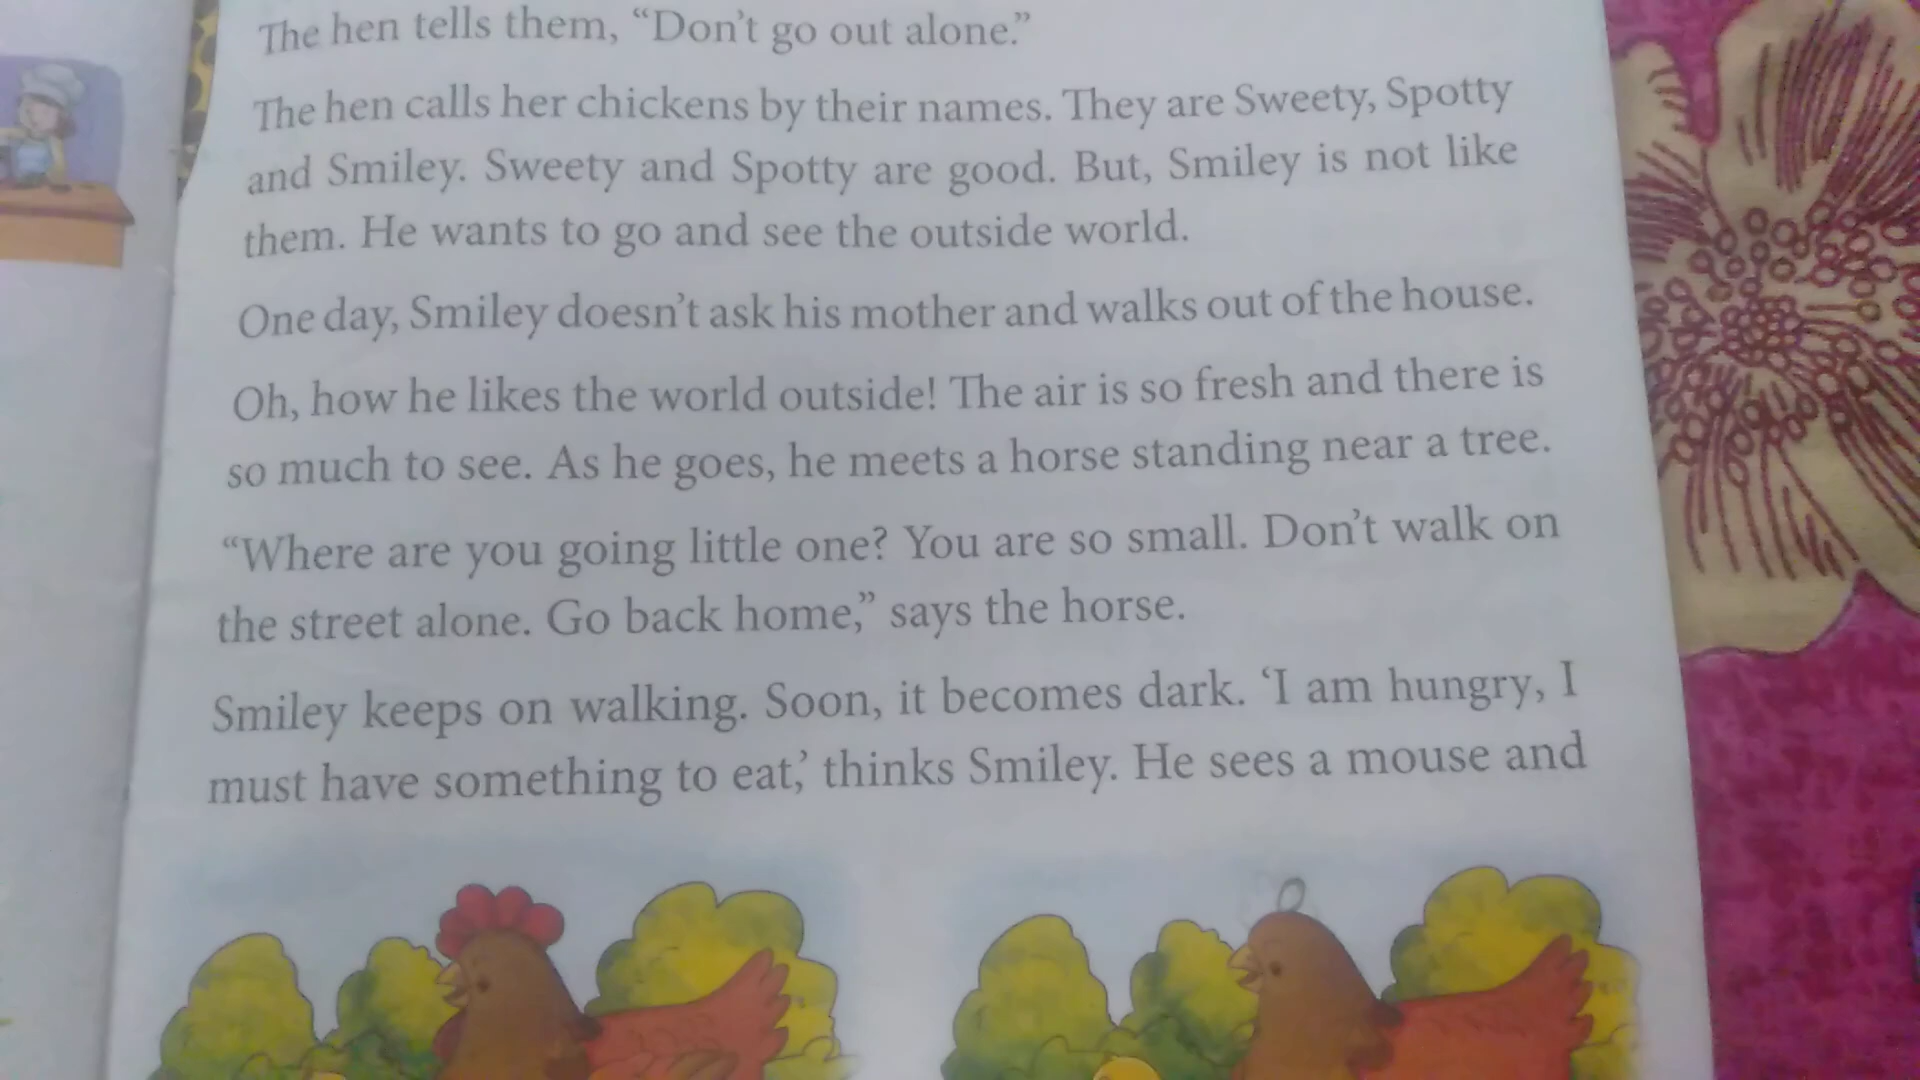 The hen tells them, “Don’t go out alone.”
The hen calls her chickens by their names. They are Sweety, Spotty
and Smiley. Sweety and Spotty are good. But, Smiley is not like
them. He wants to go and see the outside world.
One day, Smiley doesn’t ask his mother and walks out of the house.
Oh, how he likes the world outside! The air is so fresh and there is
so much to see. As he goes, he meets a horse standing near a tree.
“Where are you going little one? You are so small. Don’t walk on
the street alone. Go back home,” says the horse.
Smiley keeps on walking. Soon, it becomes dark. ‘I am hungry, I
must have something to eat,’ thinks Smiley. He sees a mouse and